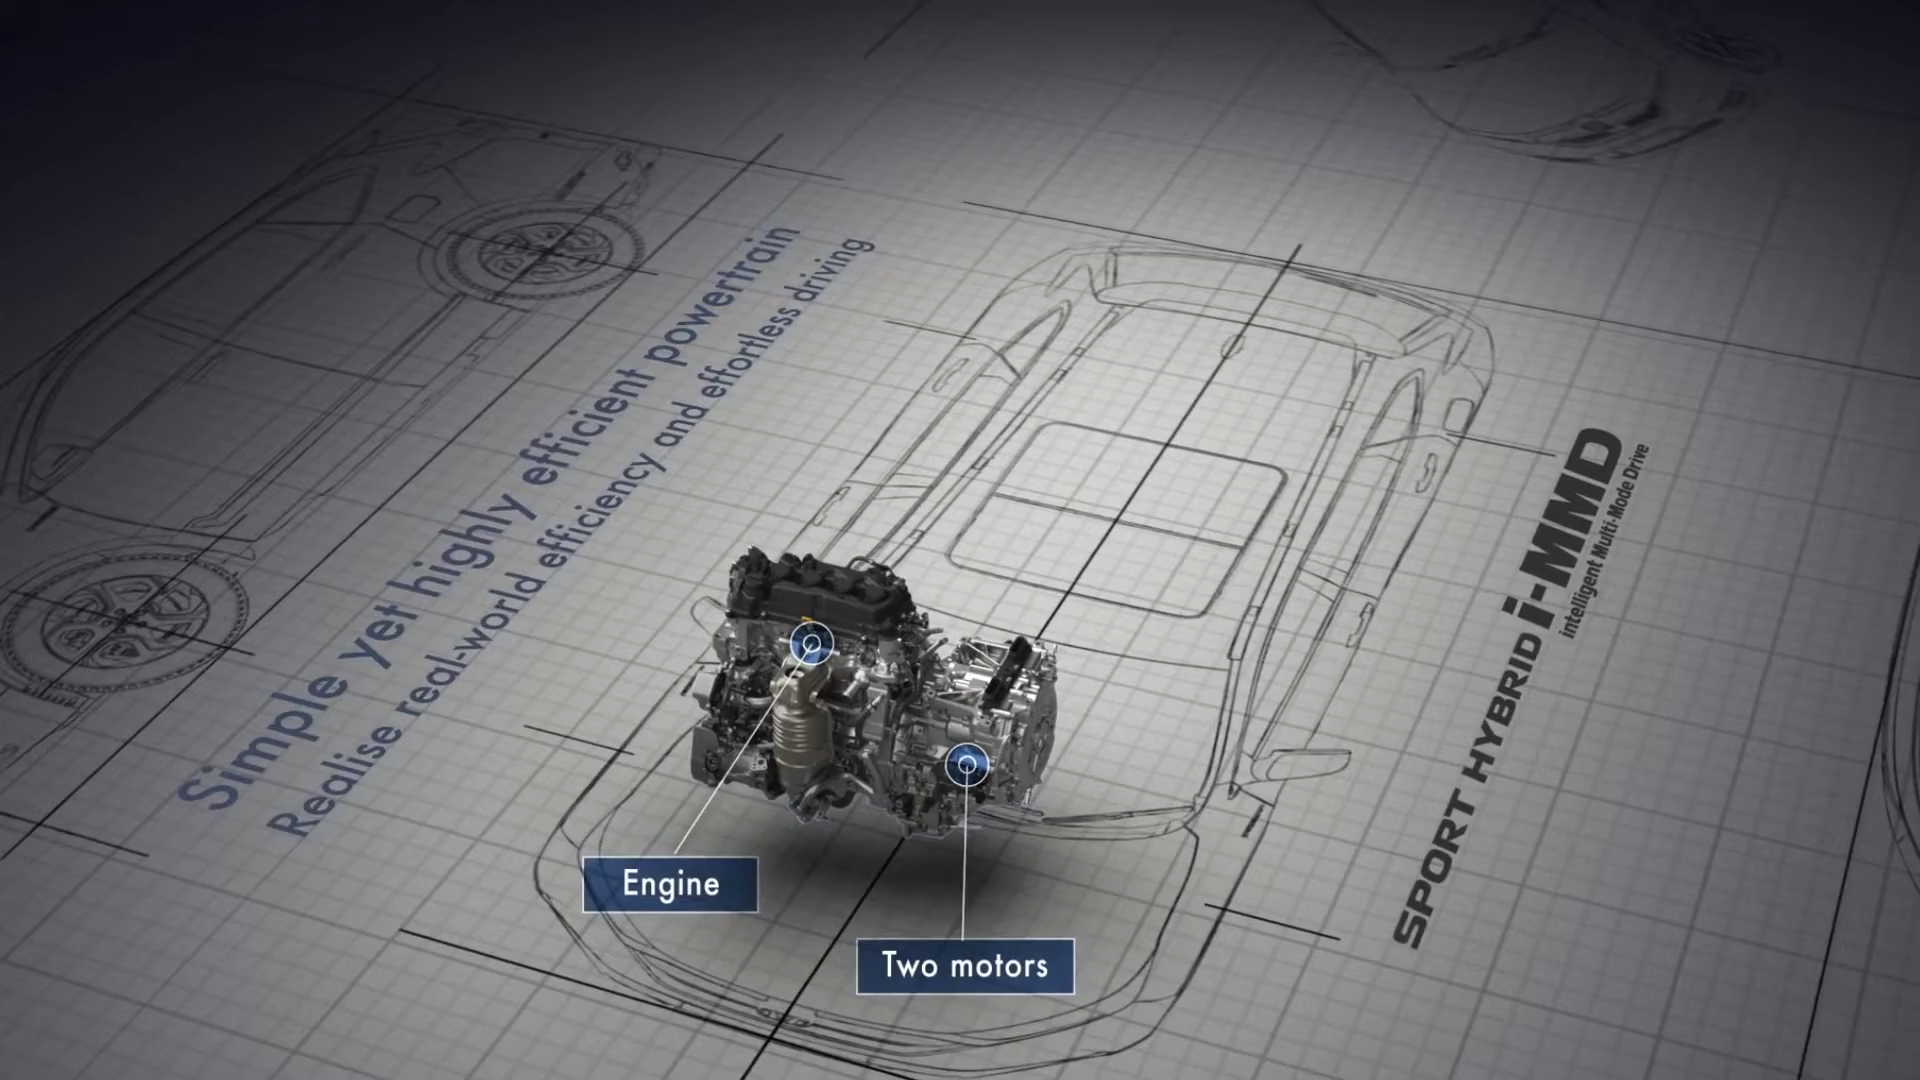 Simple yet highly efficient powertrain
Realise real-world efficiency and effortless driving
SPORT HYBRID i-MMD
intelligent Multi-Mode Drive
Engine
Two motors